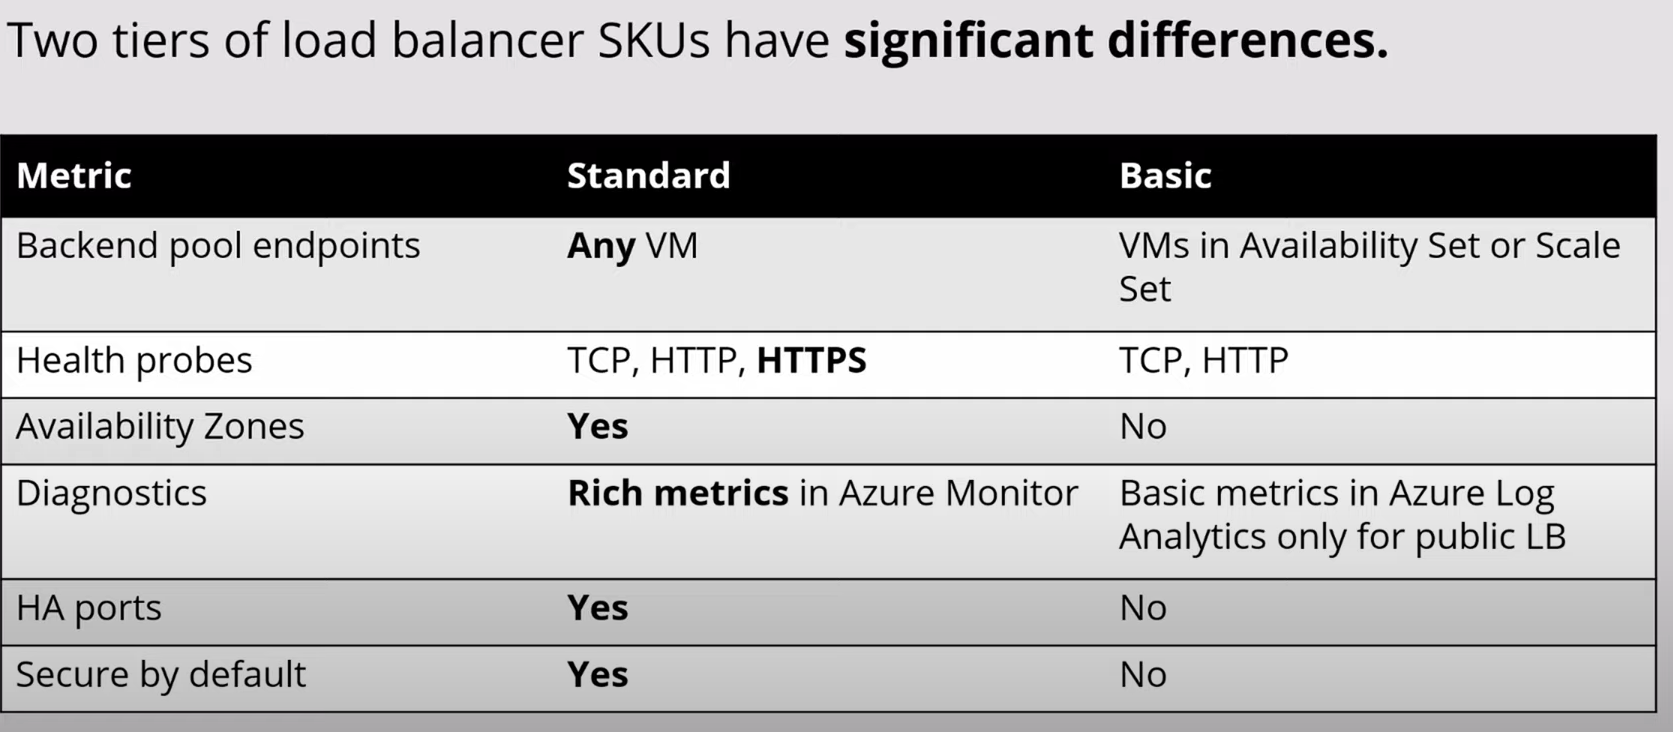 Two tiers of load balancer SKUs have significant differences.
Metric Standard Basic
Backend pool endpoints Any VM VMs in Availability Set or Scale
Set
Health probes TCP, HTTP, HTTPS TCP, HTTP
Availability Zones Yes No
Diagnostics Rich metrics in Azure Monitor Basic metrics in Azure Log
Analytics only for public LB
HA ports Yes No
Secure by default Yes No